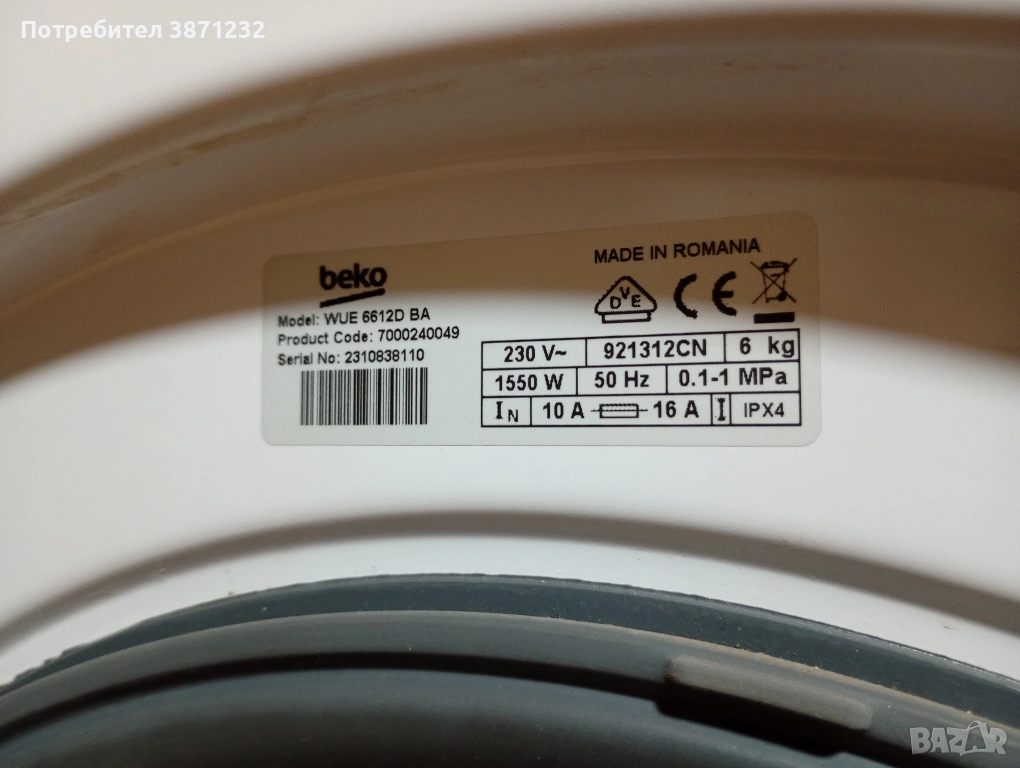 Потребител 3871232
beko
Model: WUE 6612D BA
Product Code: 7000240049
Serial No: 2310838110
MADE IN ROMANIA
DVE
CE
230 V~ 921312CN 6 kg
1550 W 50 Hz 0.1-1 MPa
IN 10 A 16 A I IPX4
BAZAR